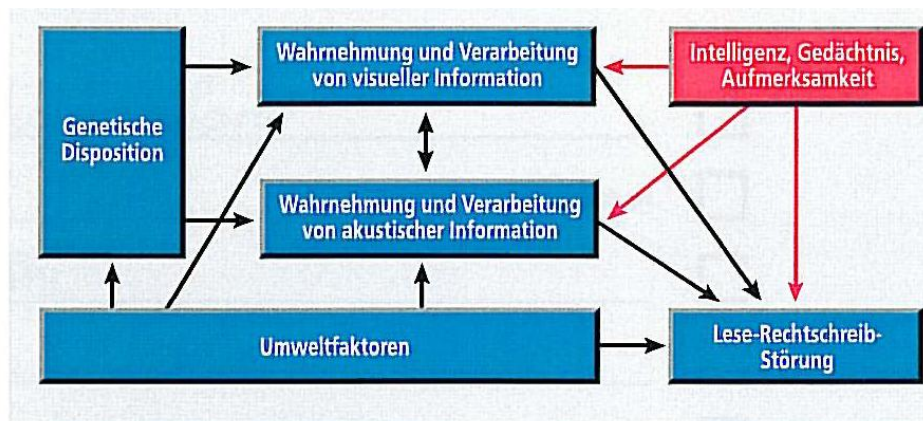 Wahrnehmung und Verarbeitung
von visueller Information
Intelligenz, Gedächtnis,
Aufmerksamkeit
Genetische
Disposition
Wahrnehmung und Verarbeitung
von akustischer Information
Umweltfaktoren
Lese-Rechtschreib-
Störung